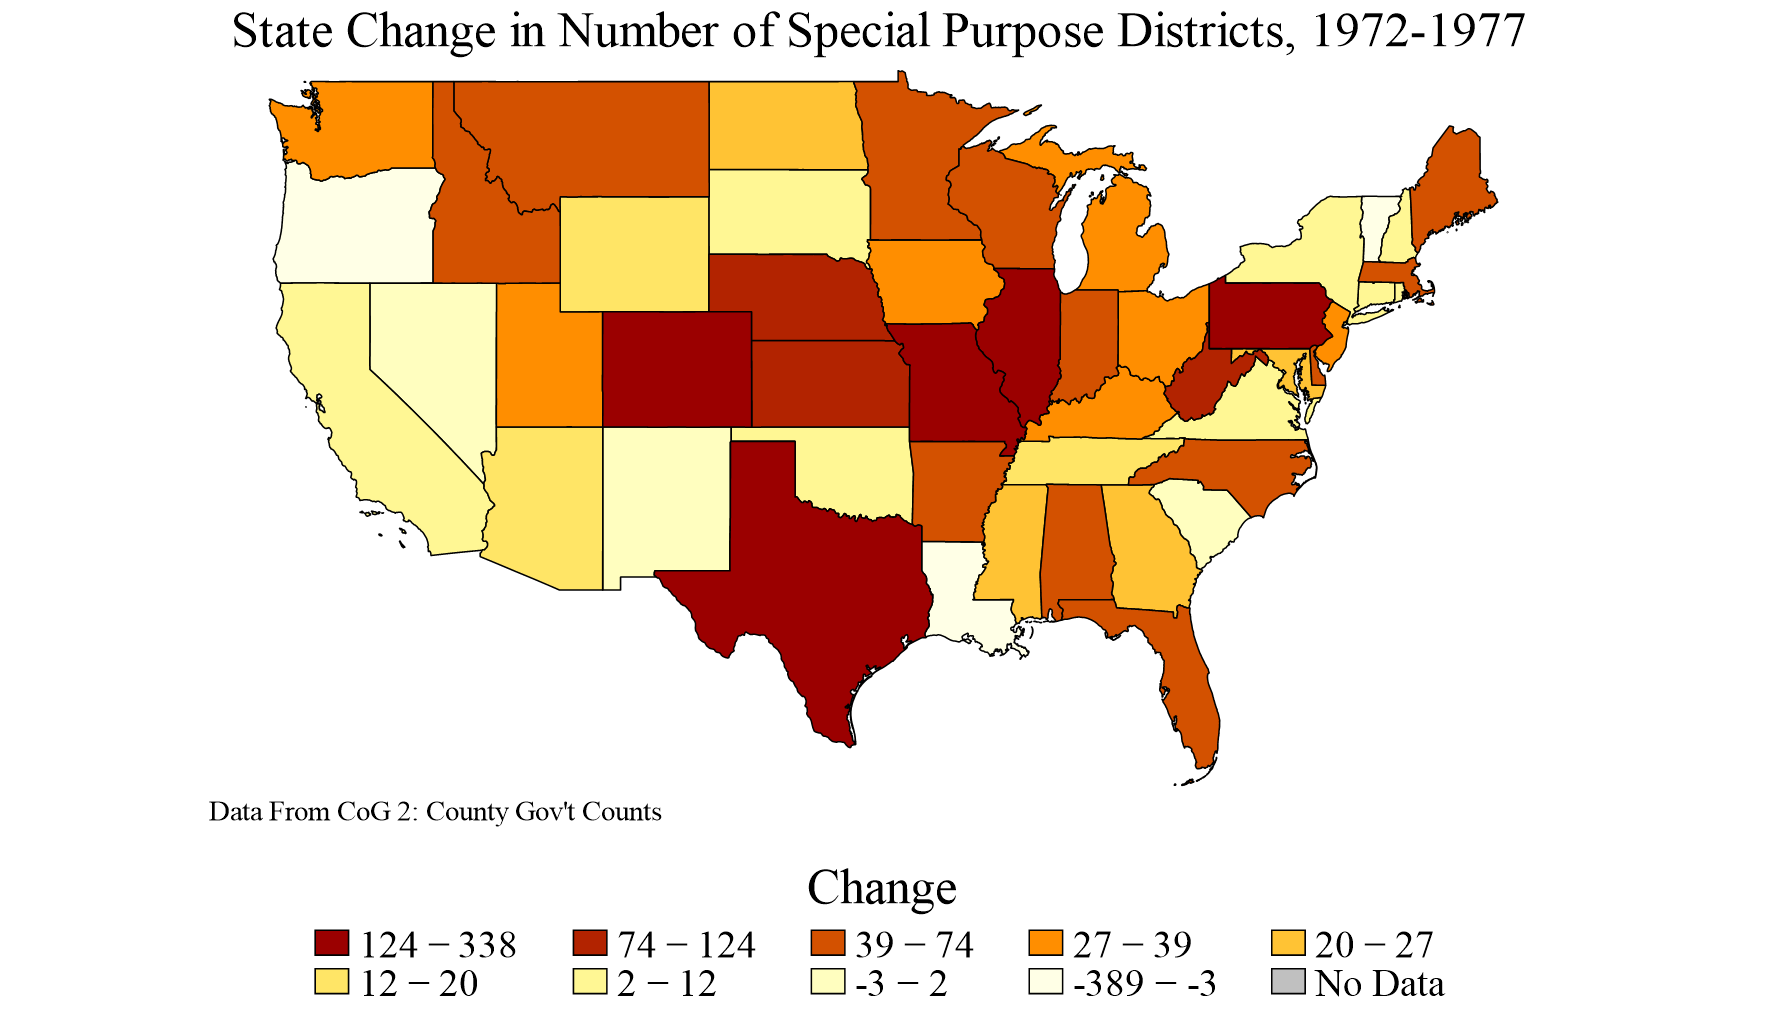 State Change in Number of Special Purpose Districts, 1972-1977
Data From CoG 2: County Gov't Counts
Change
124 − 338 74 − 124 39 − 74 27 − 39 20 − 27
12 − 20 2 − 12 -3 − 2 -389 − -3 No Data